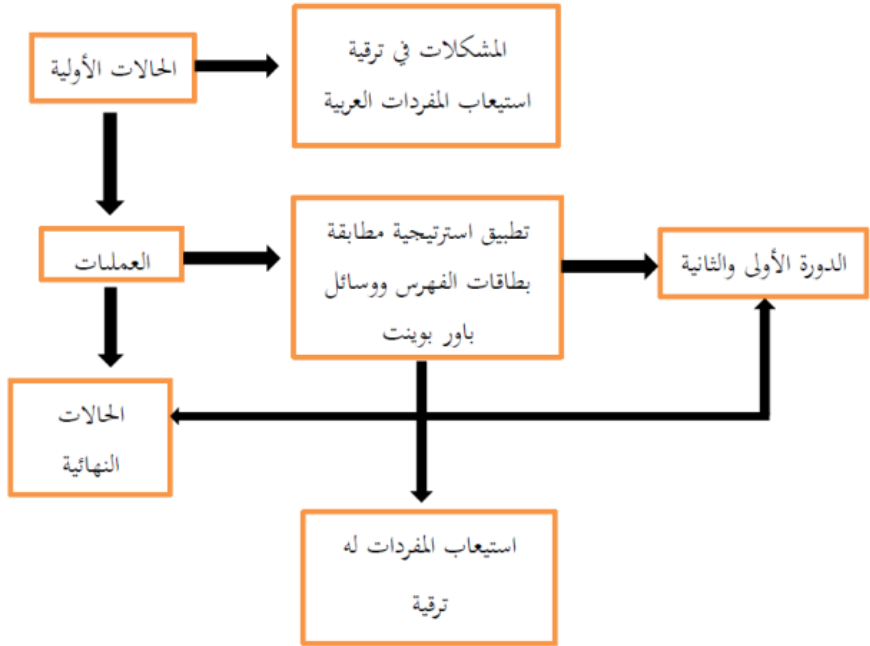 الحالات الأولية
المشكلات في ترقية
استيعاب المفردات العربية
العمليات
تطبيق استرتيجية مطابقة
بطاقات الفهرس ووسائل
باور بوينت
الدورة الأولى والثانية
الحالات
النهائية
استيعاب المفردات له
ترقية